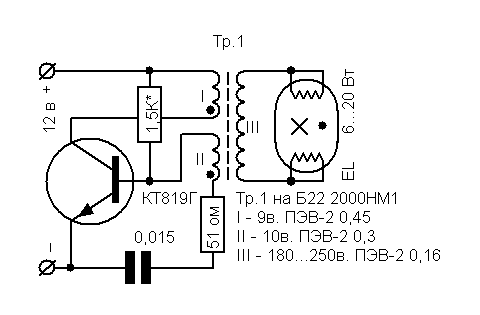 Тр.1
12 в +
1,5К*
I
II
III
6...20 Вт
EL
КТ819Г
51 ом
0,015
–
Тр.1 на Б22 2000НМ1
I - 9в. ПЭВ-2 0,45
II - 10в. ПЭВ-2 0,3
III - 180...250в. ПЭВ-2 0,16